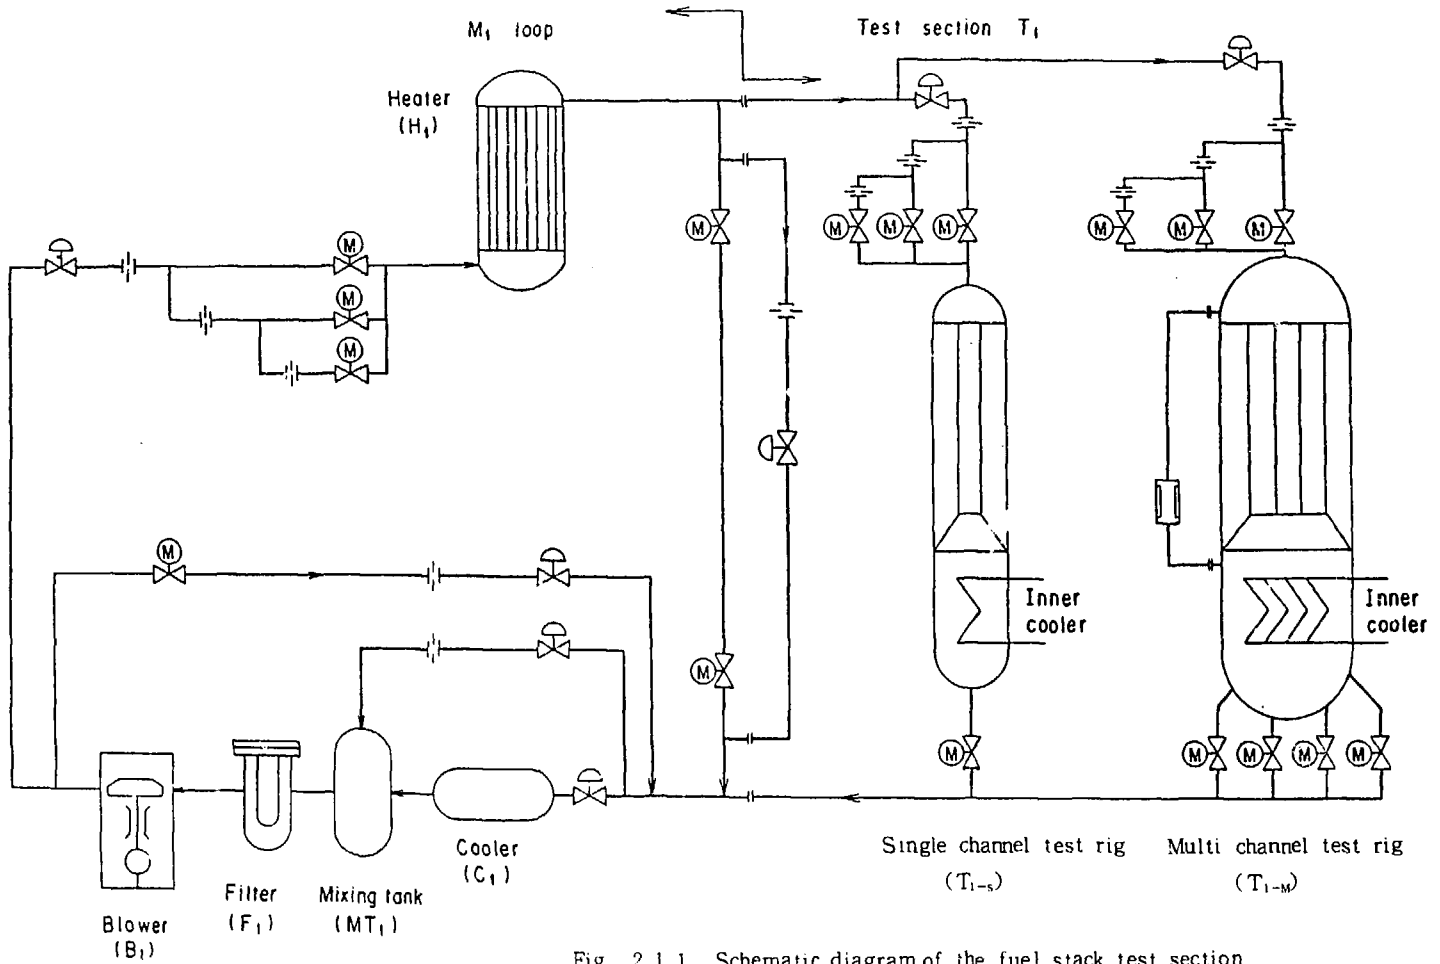 M₁ loop
Test section T₁
Heater
(H₁)
M
M
M
M
M
M
M
M
M
M
M
M
Inner
cooler
Inner
cooler
M
M
M
M
M
M
Cooler
(C₁)
Filter
(F₁)
Mixing tank
(MT₁)
Blower
(B₁)
Single channel test rig
(T₁₋s)
Multi channel test rig
(T₁₋M)
Fig. 2.1.1 Schematic diagram of the fuel stack test section